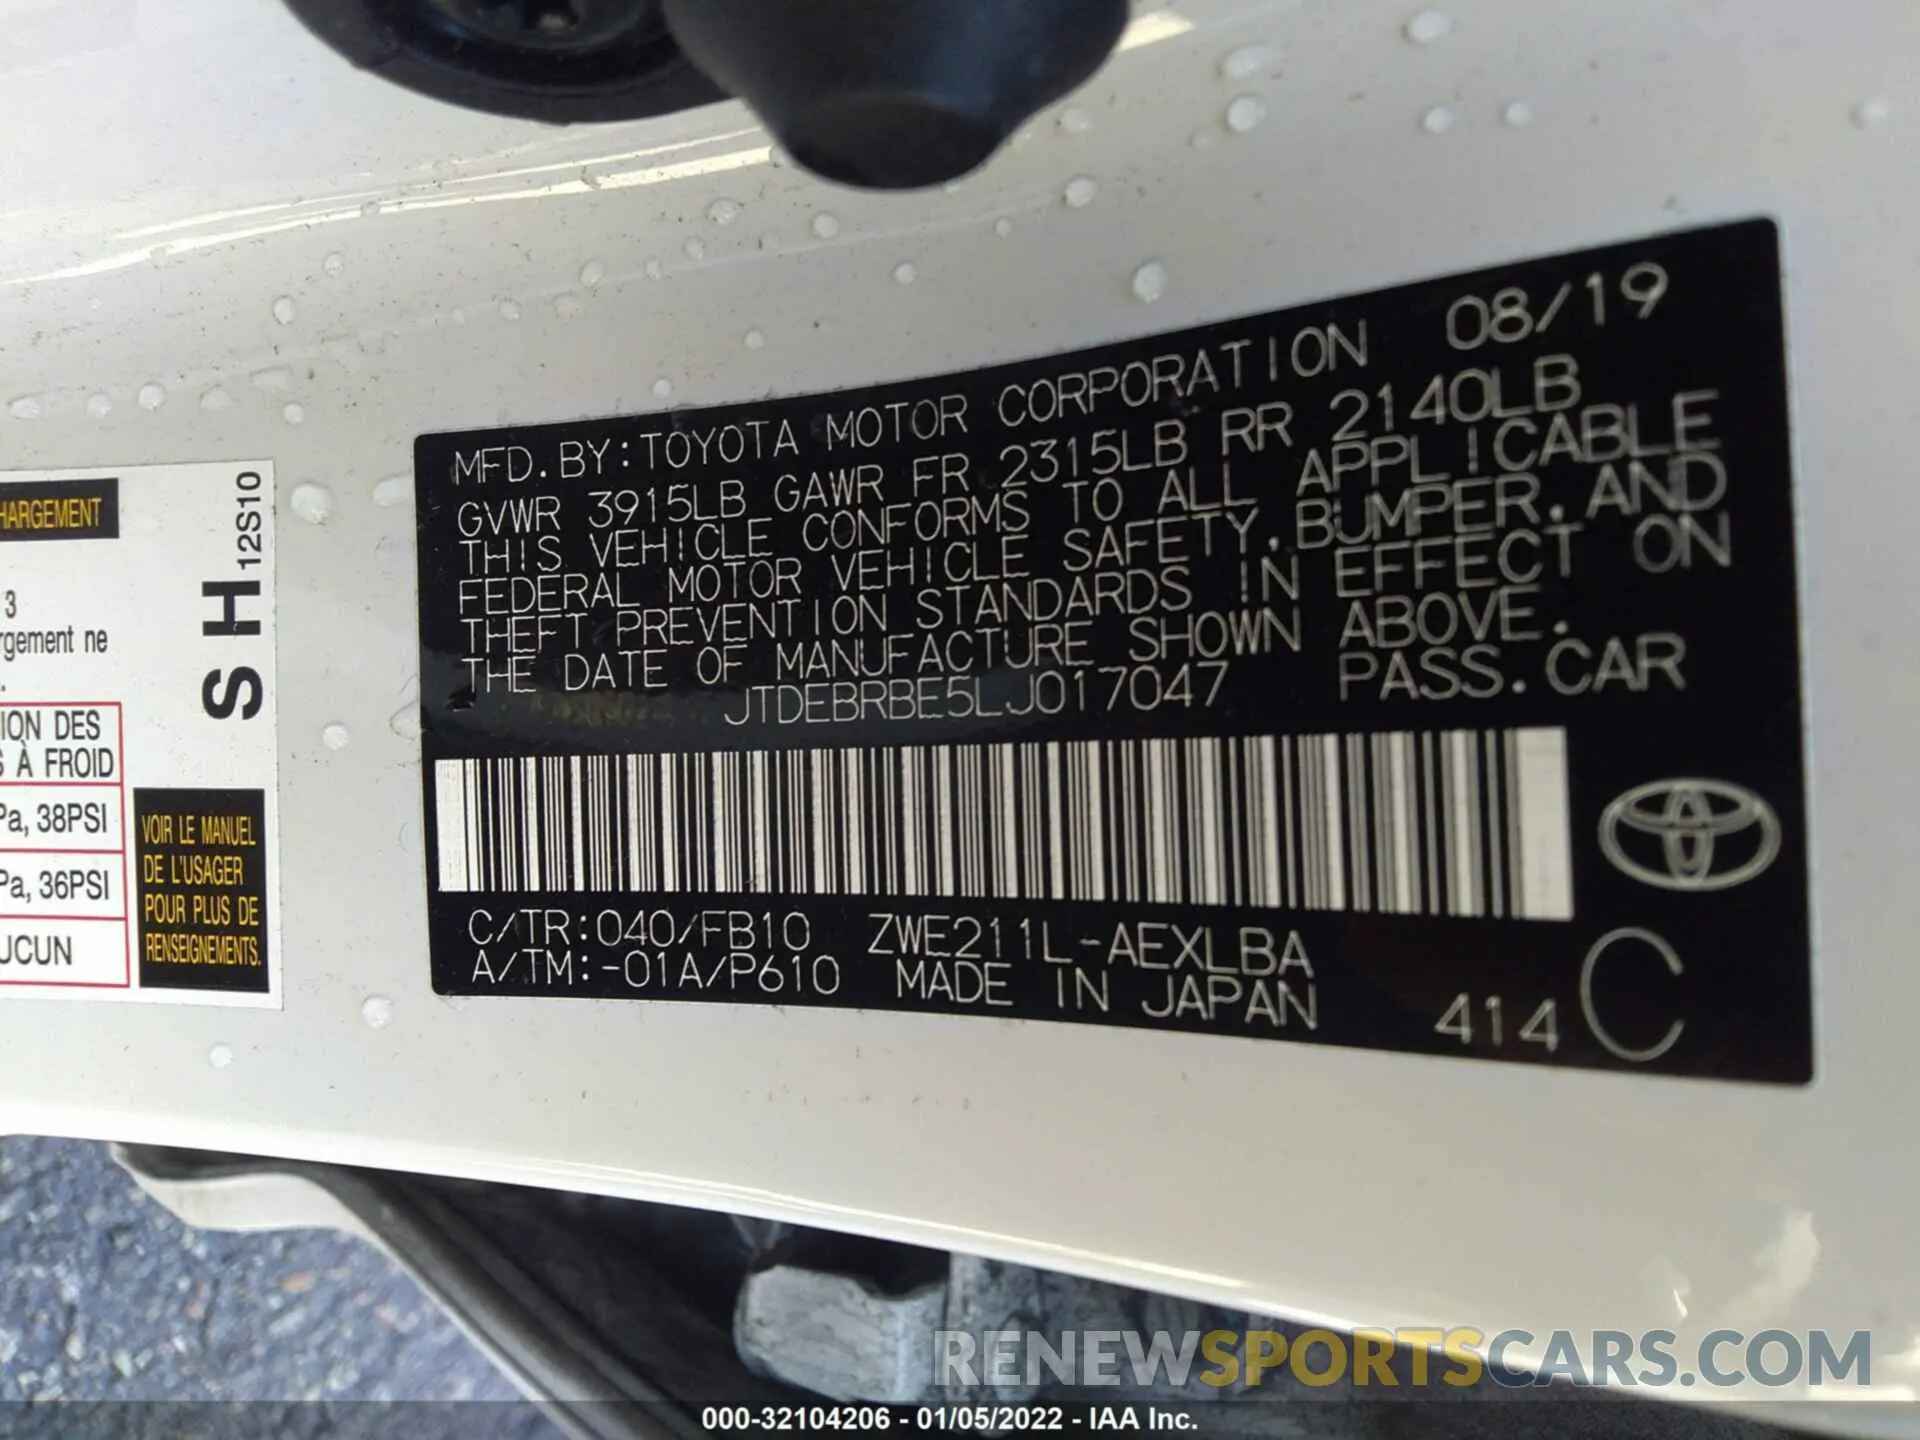 HARGEMENT
3
rgement ne
.
ION DES
S À FROID
Pa, 38PSI
Pa, 36PSI
UCUN
SH 12S10
VOIR LE MANUEL
DE L'USAGER
POUR PLUS DE
RENSEIGNEMENTS.
MFD.BY:TOYOTA MOTOR CORPORATION 08/19
GVWR 3915LB GAWR FR 2315LB RR 2140LB
THIS VEHICLE CONFORMS TO ALL APPLICABLE
FEDERAL MOTOR VEHICLE SAFETY,BUMPER,AND
THEFT PREVENTION STANDARDS IN EFFECT ON
THE DATE OF MANUFACTURE SHOWN ABOVE.
JTDEBRBE5LJ017047 PASS.CAR
C/TR:040/FB10 ZWE211L-AEXLBA
A/TM:-01A/P610 MADE IN JAPAN 414 C
RENEWSPORTSCARS.COM
000-32104206 - 01/05/2022 - IAA Inc.